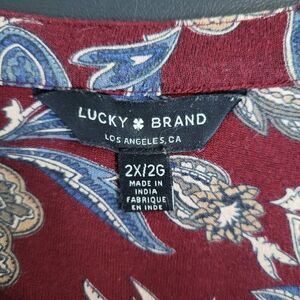 LUCKY BRAND
LOS ANGELES, CA
2X/2G
MADE IN
INDIA
FABRIQUE
EN INDE